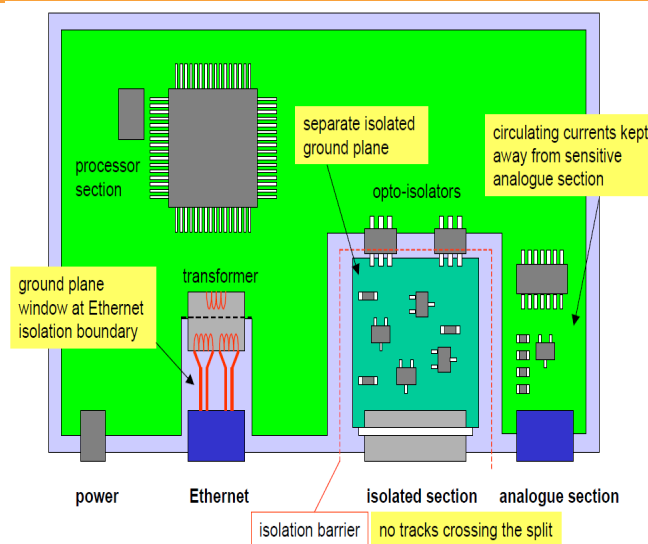 separate isolated
ground plane
circulating currents kept
away from sensitive
analogue section
processor
section
opto-isolators
transformer
ground plane
window at Ethernet
isolation boundary
power
Ethernet
isolated section
analogue section
isolation barrier
no tracks crossing the split